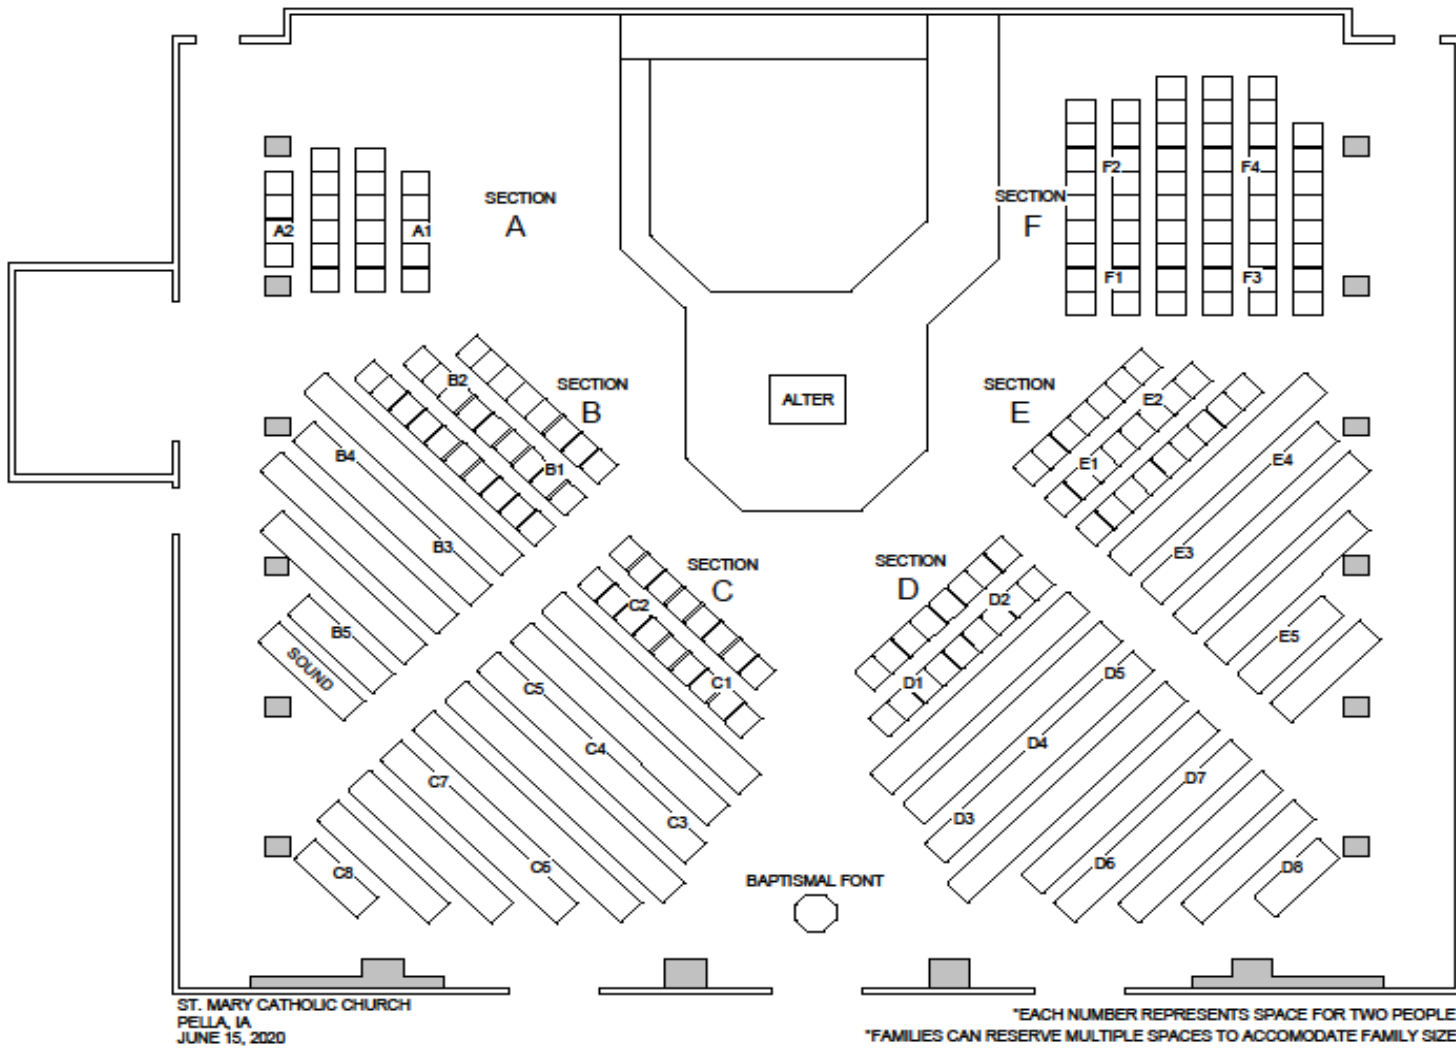 F2
F4
SECTION
A
SECTION
F
A2
A1
F1
F3
B2
SECTION
B
SECTION
E
ALTER
E2
B4
B1
E1
E4
B3
E3
SECTION
C
SECTION
D
C2
D2
B5
E5
SOUND
C1
D1
C5
D5
C4
D4
C7
D7
C3
D3
C8
C6
D6
D8
BAPTISMAL FONT
ST. MARY CATHOLIC CHURCH
PELLA, IA
JUNE 15, 2020
*EACH NUMBER REPRESENTS SPACE FOR TWO PEOPLE
*FAMILIES CAN RESERVE MULTIPLE SPACES TO ACCOMODATE FAMILY SIZE